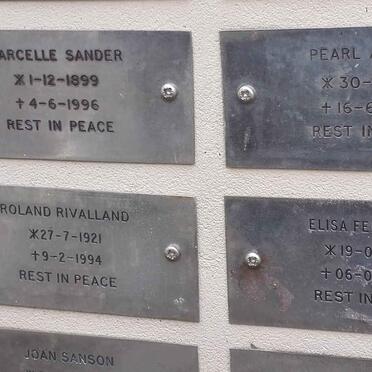 ARCELLE SANDER
*1-12-1899
+4-6-1996
REST IN PEACE
PEARL
*30-
+16-
REST IN
ROLAND RIVALLAND
*27-7-1921
+9-2-1994
REST IN PEACE
ELISA FE
*19-0
+06-0
REST IN
JOAN SANSON